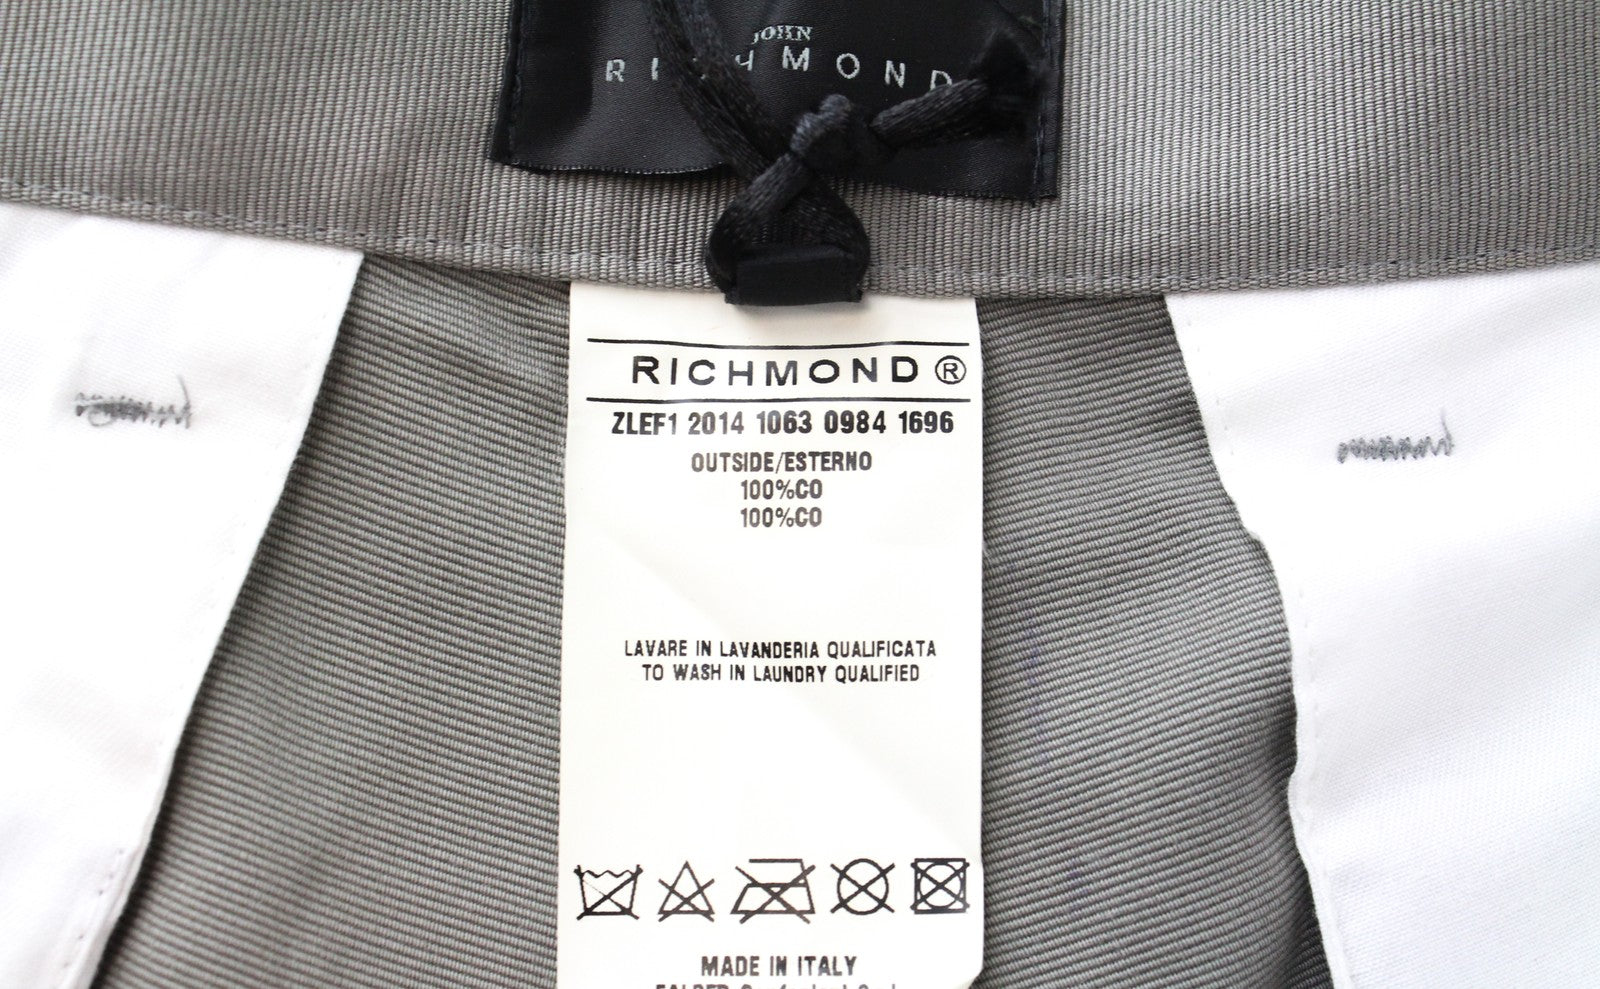 JOHN
RICHMOND
RICHMOND®
ZLEF1 2014 1063 0984 1696
OUTSIDE/ESTERNO
100%CO
100%CO
LAVARE IN LAVANDERIA QUALIFICATA
TO WASH IN LAUNDRY QUALIFIED
MADE IN ITALY